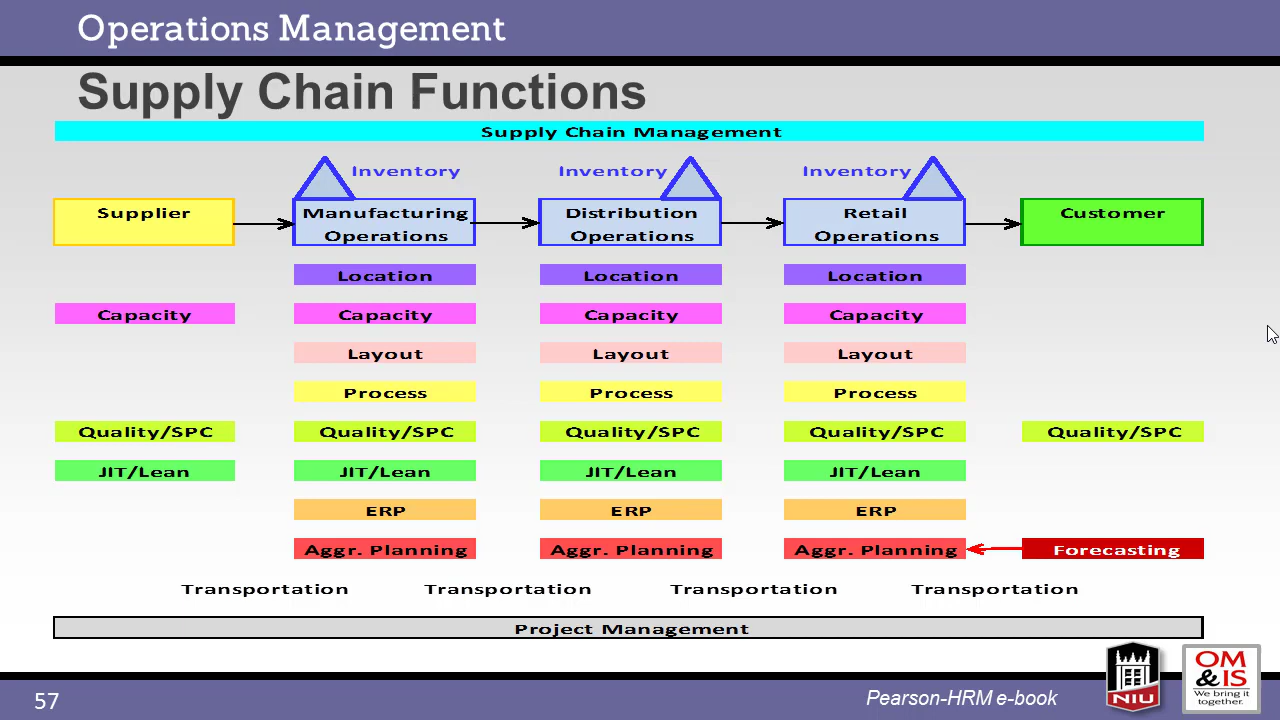 Operations Management
Supply Chain Functions
Supply Chain Management
Inventory Inventory Inventory
Supplier Manufacturing Operations Distribution Operations Retail Operations Customer
Location Location Location
Capacity Capacity Capacity Capacity
Layout Layout Layout
Process Process Process
Quality/SPC Quality/SPC Quality/SPC Quality/SPC Quality/SPC
JIT/Lean JIT/Lean JIT/Lean JIT/Lean
ERP ERP ERP
Aggr. Planning Aggr. Planning Aggr. Planning Forecasting
Transportation Transportation Transportation Transportation
Project Management
57
Pearson-HRM e-book
NIU
OM
&IS
We bring it
together.